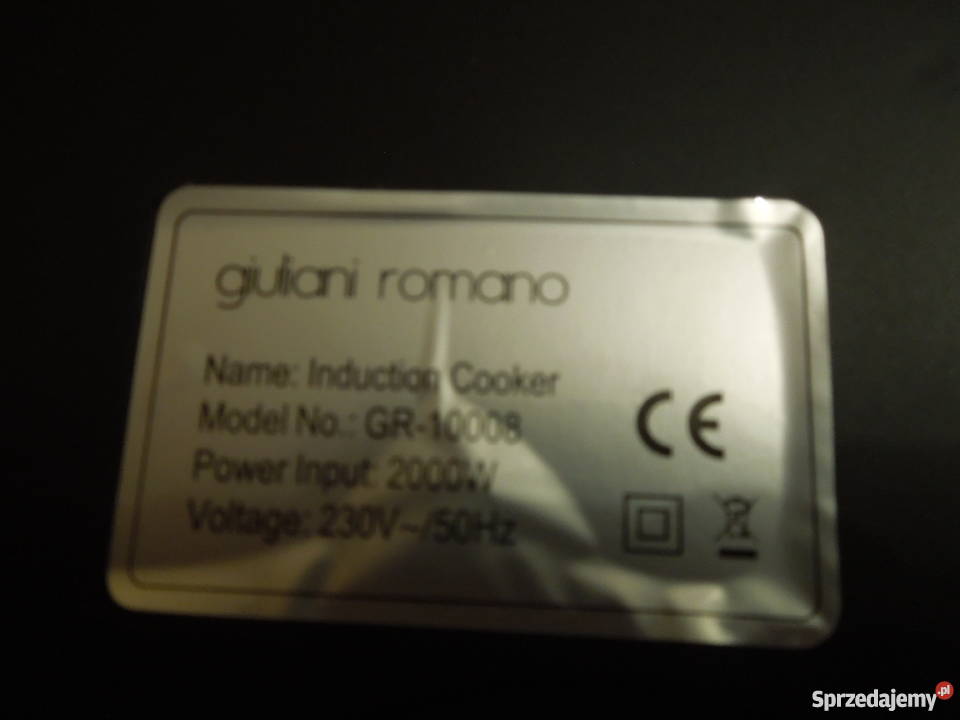 giuliani romano
Name: Induction Cooker
Model No.: GR-10008
Power Input: 2000W
Voltage: 230V~/50Hz
CE
Sprzedajemy.pl